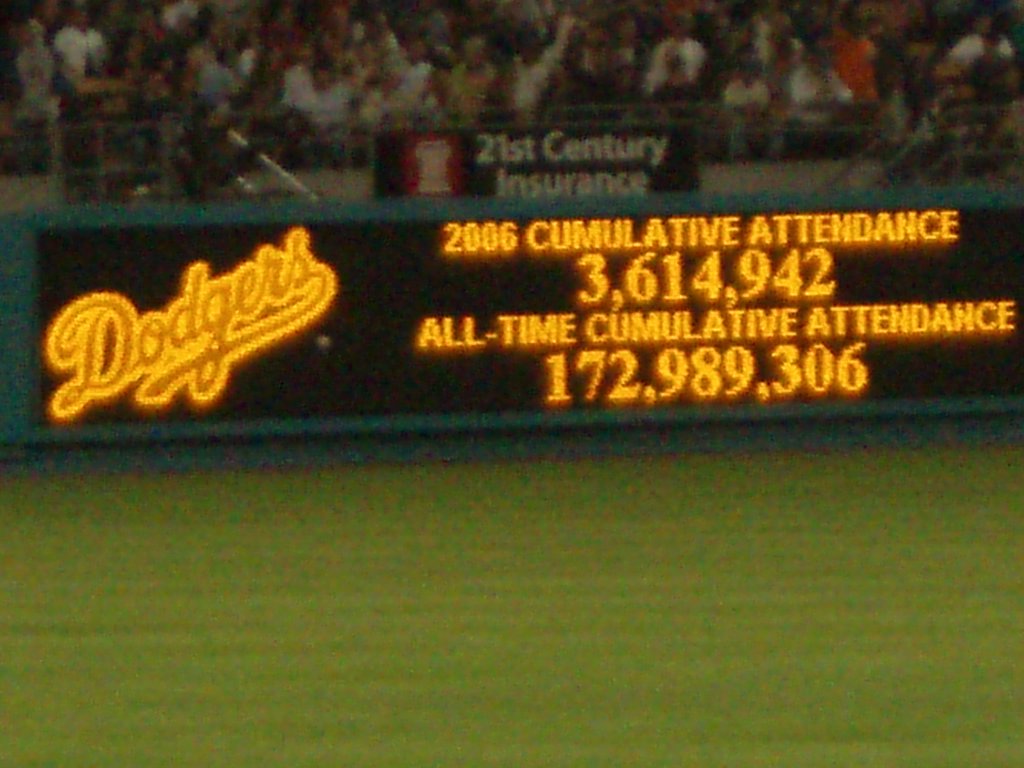 21st Century
Insurance
Dodgers
2006 CUMULATIVE ATTENDANCE
3,614,942
ALL-TIME CUMULATIVE ATTENDANCE
172,989,306